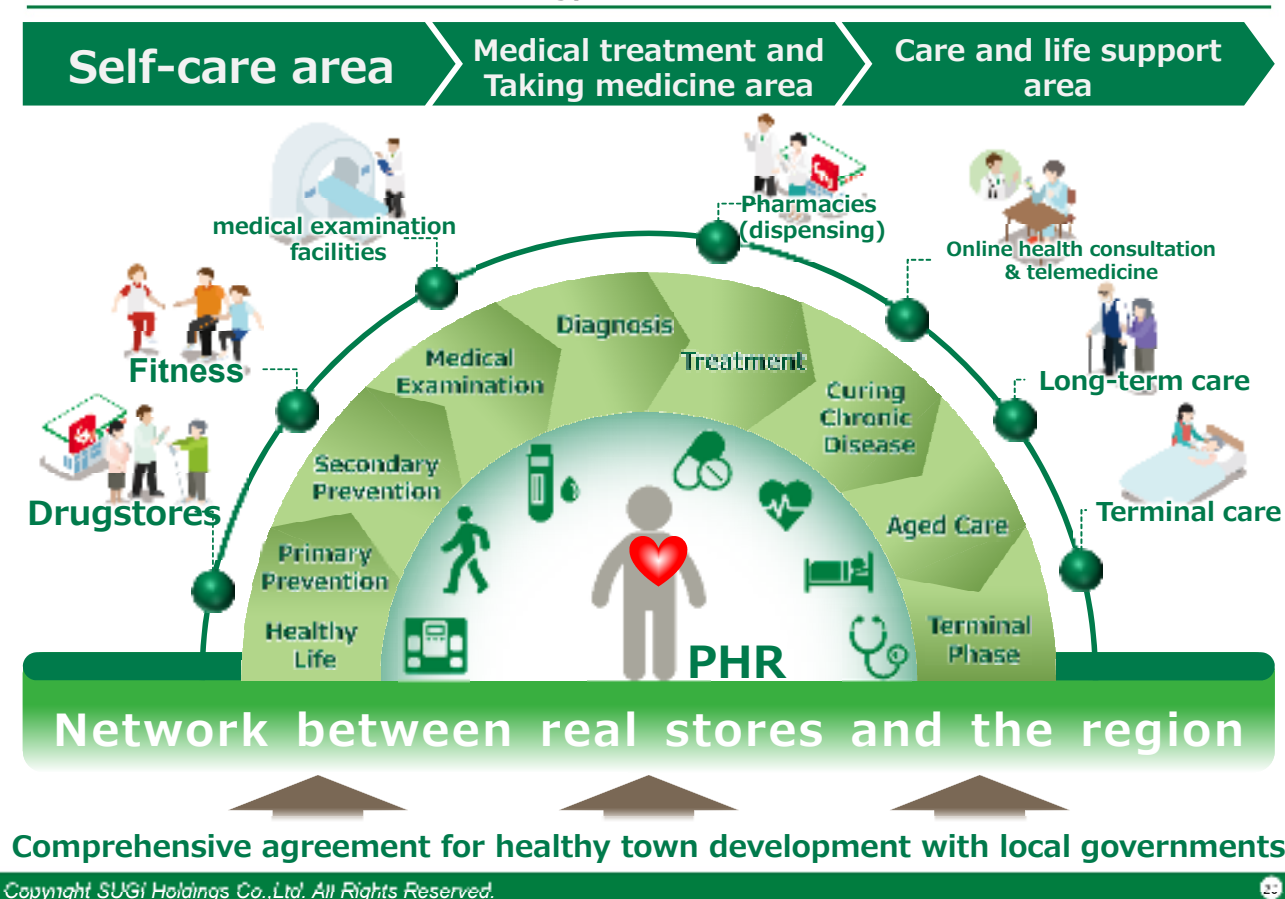 Self-care area
Medical treatment and
Taking medicine area
Care and life support
area
medical examination
facilities
Pharmacies
(dispensing)
Online health consultation
& telemedicine
Fitness
Long-term care
Drugstores
Terminal care
Healthy
Life
Primary
Prevention
Secondary
Prevention
Medical
Examination
Diagnosis
Treatment
Curing
Chronic
Disease
Aged Care
Terminal
Phase
PHR
Network between real stores and the region
Comprehensive agreement for healthy town development with local governments
Copyright SUGI Holdings Co.,Ltd. All Rights Reserved.